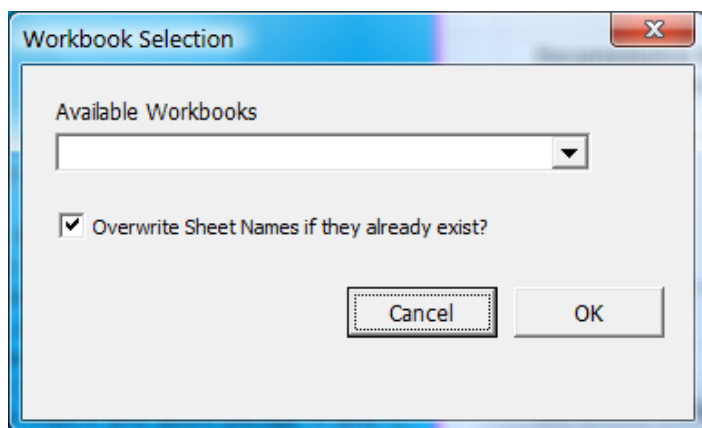 Workbook Selection
Available Workbooks
Overwrite Sheet Names if they already exist?
Cancel
OK